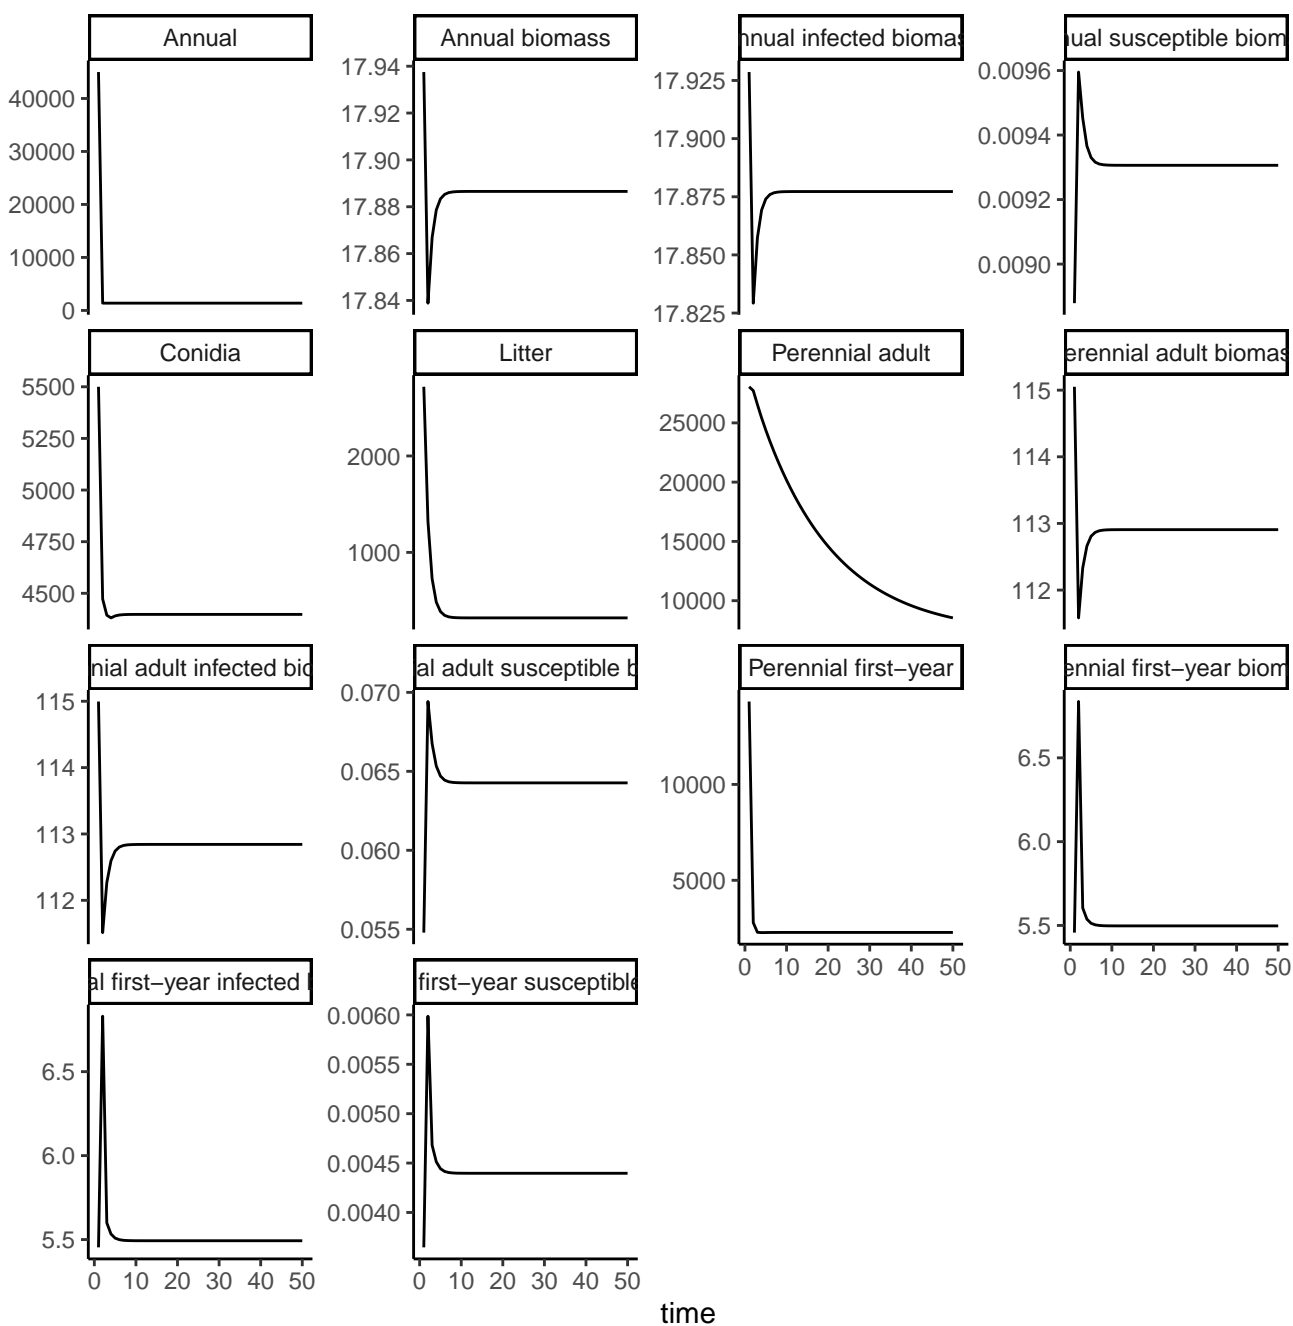 Annual
Annual biomass
nnual infected biomas
ual susceptible biom
40000
30000
20000
10000
0
17.94
17.92
17.90
17.88
17.86
17.84
17.925
17.900
17.875
17.850
17.825
0.0096
0.0094
0.0092
0.0090
Conidia
Litter
Perennial adult
erennial adult biomas
5500
5250
5000
4750
4500
2000
1000
25000
20000
15000
10000
115
114
113
112
nial adult infected bio
al adult susceptible b
Perennial first−year
ennial first−year biom
115
114
113
112
0.070
0.065
0.060
0.055
10000
5000
0 10 20 30 40 50
6.5
6.0
5.5
0 10 20 30 40 50
al first−year infected
first−year susceptible
6.5
6.0
5.5
0 10 20 30 40 50
0.0060
0.0055
0.0050
0.0045
0.0040
0 10 20 30 40 50
time